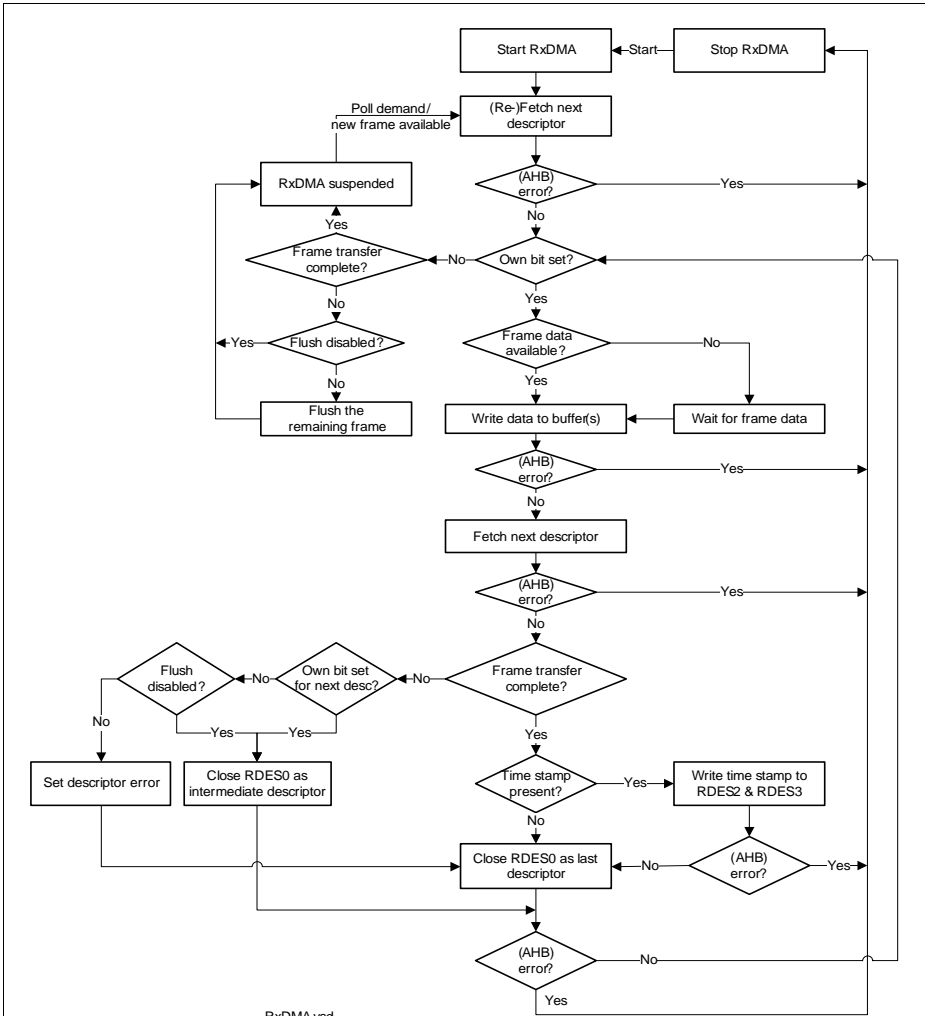 Start RxDMA
Start
Stop RxDMA
Poll demand /
new frame available
(Re-)Fetch next
descriptor
RxDMA suspended
(AHB)
error?
Yes
No
Yes
Frame transfer
complete?
No
Own bit set?
No
Yes
Yes
Flush disabled?
Frame data
available?
No
No
Yes
Flush the
remaining frame
Write data to buffer(s)
Wait for frame data
(AHB)
error?
Yes
No
Fetch next descriptor
(AHB)
error?
Yes
No
Flush
disabled?
No
Own bit set
for next desc?
No
Frame transfer
complete?
No
Yes
Yes
Yes
Set descriptor error
Close RDES0 as
intermediate descriptor
Time stamp
present?
Yes
Write time stamp to
RDES2 & RDES3
No
Close RDES0 as last
descriptor
No
(AHB)
error?
Yes
(AHB)
error?
No
Yes